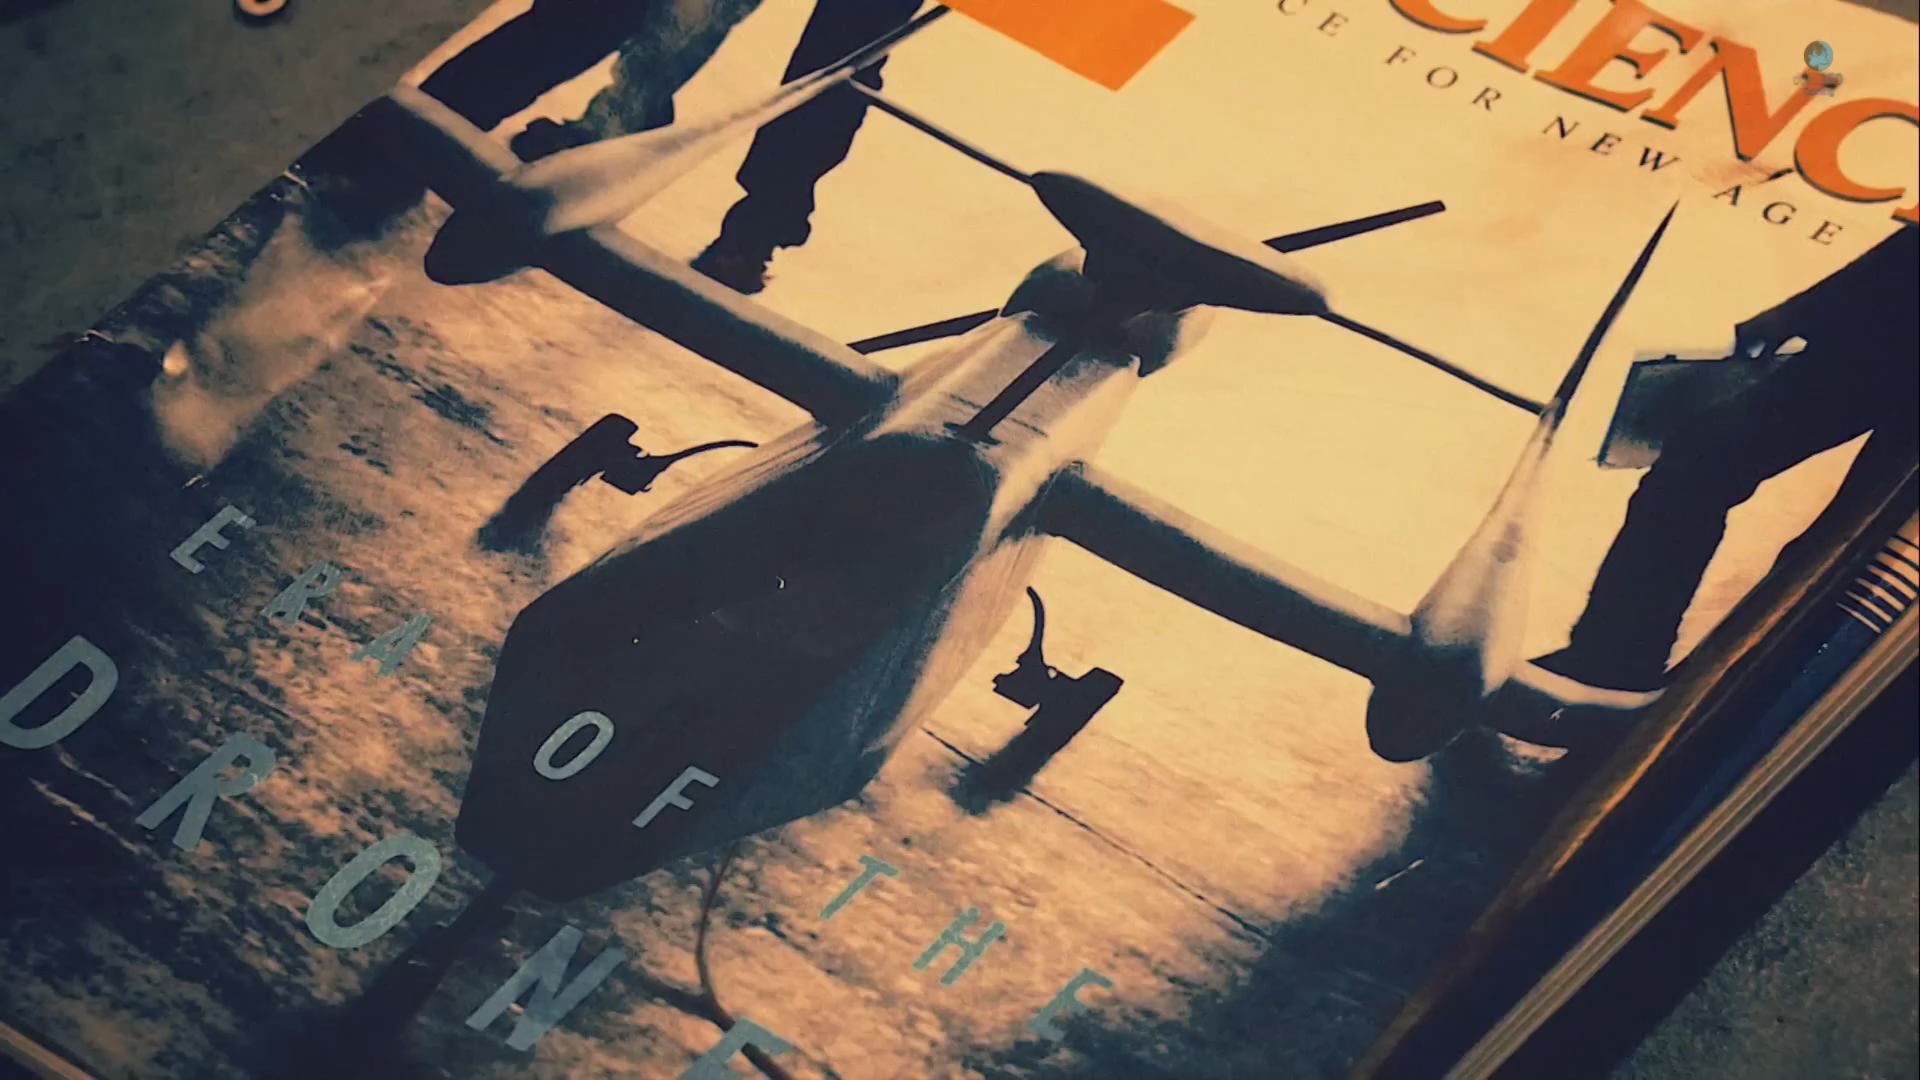 CIENC
CE FOR NEW AGE
ERA OF THE
DRONE